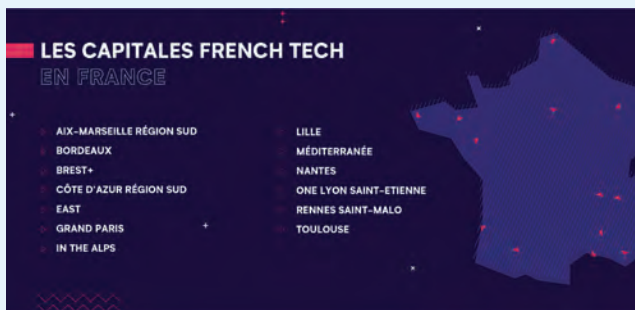 LES CAPITALES FRENCH TECH
EN FRANCE
AIX-MARSEILLE RÉGION SUD
BORDEAUX
BREST+
CÔTE D'AZUR RÉGION SUD
EAST
GRAND PARIS
IN THE ALPS
LILLE
MÉDITERRANÉE
NANTES
ONE LYON SAINT-ETIENNE
RENNES SAINT-MALO
TOULOUSE